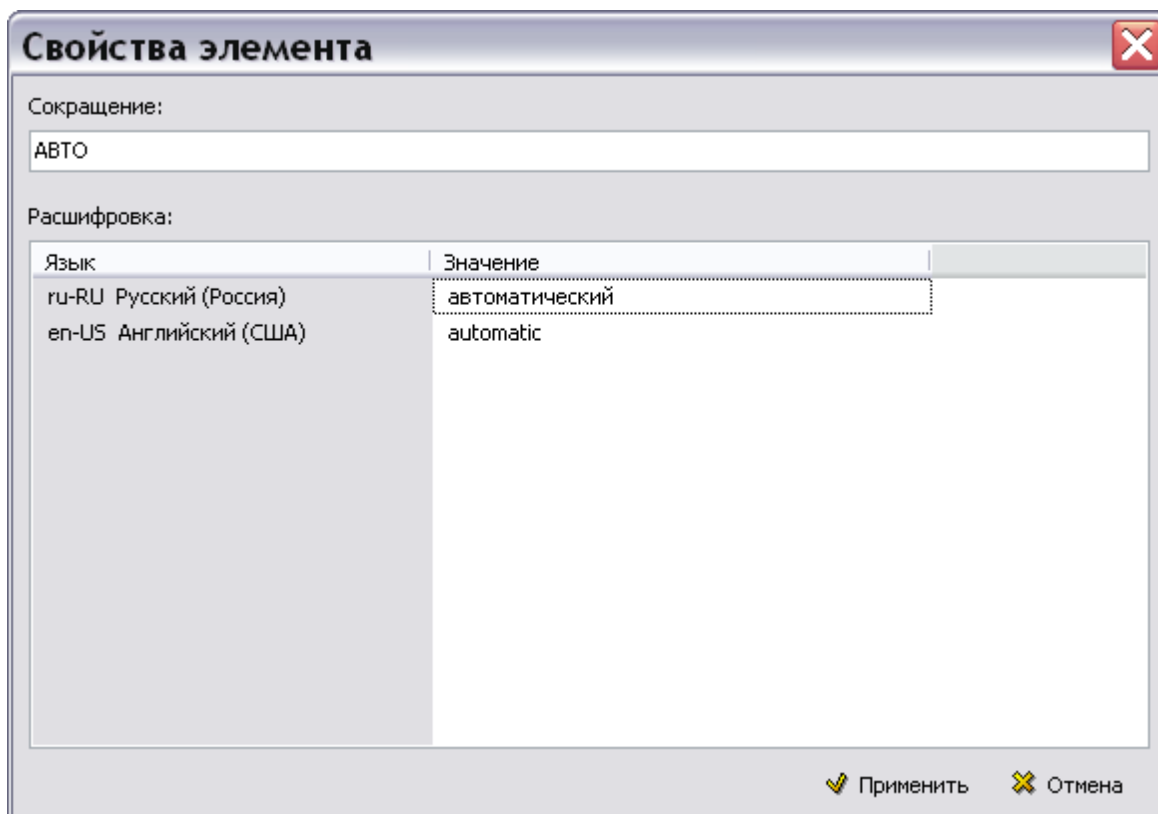 Свойства элемента
Сокращение:
АВТО
Расшифровка:
Язык Значение
ru-RU Русский (Россия) автоматический
en-US Английский (США) automatic
Применить Отмена